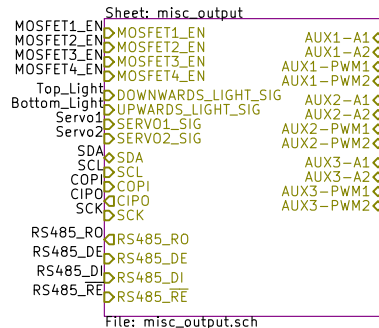 Sheet: misc_output
MOSFET1_EN MOSFET1_EN AUX1-A1
MOSFET2_EN MOSFET2_EN AUX1-A2
MOSFET3_EN MOSFET3_EN AUX1-PWM1
MOSFET4_EN MOSFET4_EN AUX1-PWM2
Top_Light DOWNWARDS_LIGHT_SIG AUX2-A1
Bottom_Light UPWARDS_LIGHT_SIG AUX2-A2
Servo1 SERVO1_SIG AUX2-PWM1
Servo2 SERVO2_SIG AUX2-PWM2
SDA SDA AUX3-A1
SCL SCL AUX3-A2
COPI COPI AUX3-PWM1
CIPO CIPO AUX3-PWM2
SCK SCK
RS485_RO RS485_RO
RS485_DE RS485_DE
RS485_DI RS485_DI
RS485_RE RS485_RE
File: misc_output.sch